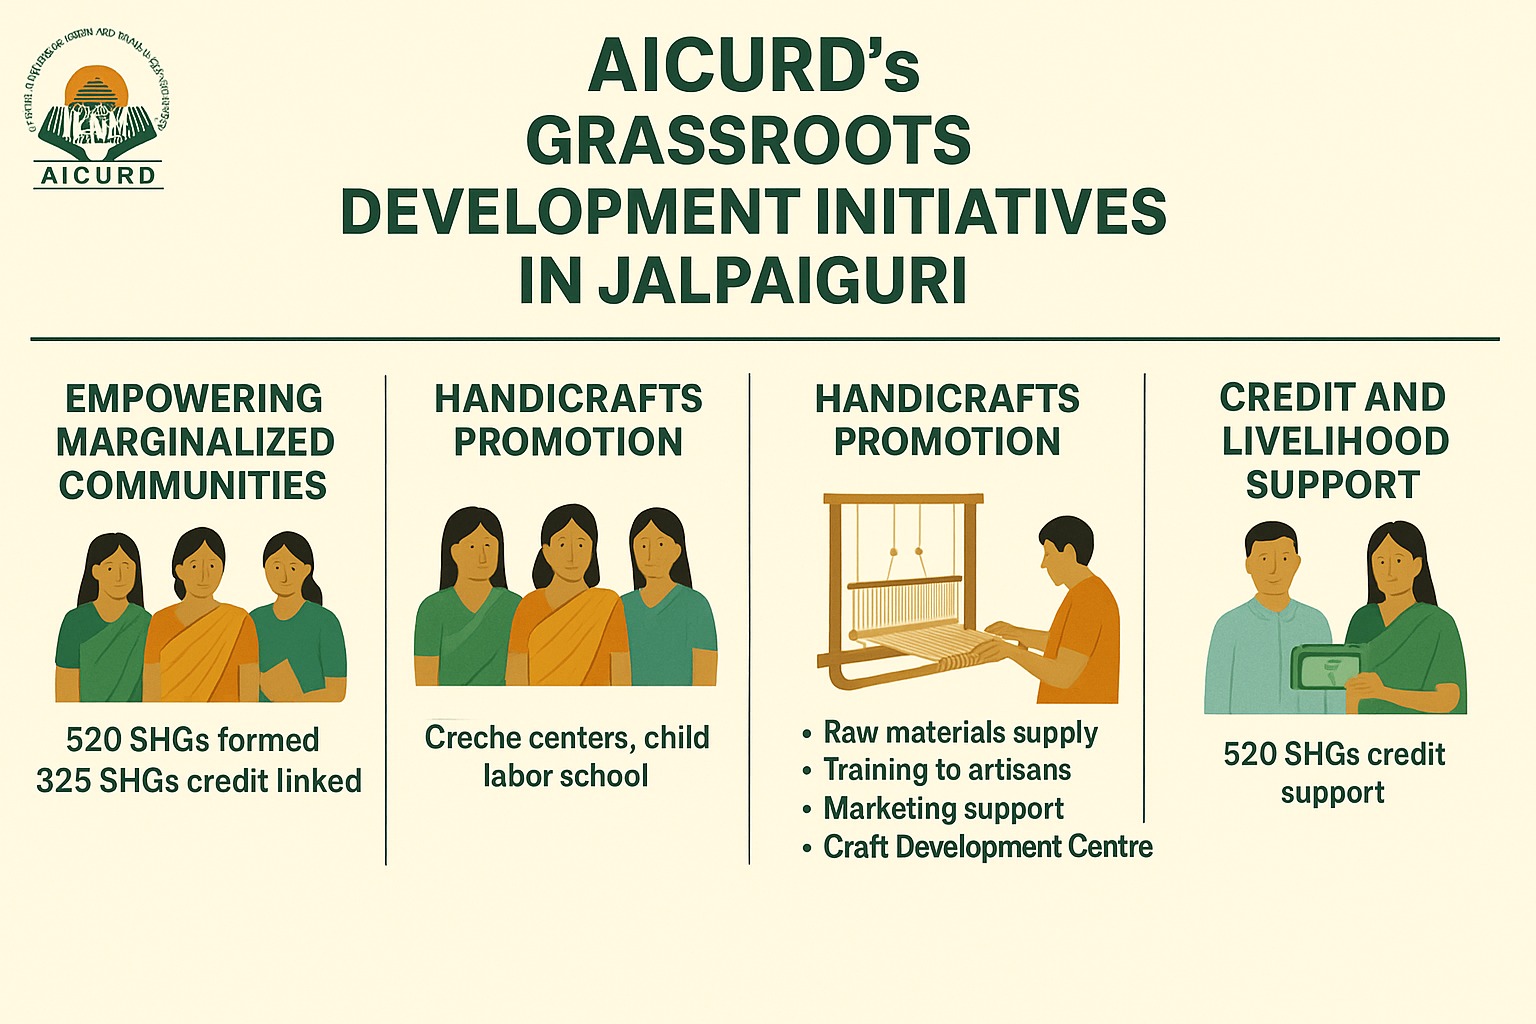 AICURD
AICURD's
GRASSROOTS
DEVELOPMENT INITIATIVES
IN JALPAIGURI
EMPOWERING
MARGINALIZED
COMMUNITIES
520 SHGs formed
325 SHGs credit linked
HANDICRAFTS
PROMOTION
Creche centers, child
labor school
HANDICRAFTS
PROMOTION
• Raw materials supply
• Training to artisans
• Marketing support
• Craft Development Centre
CREDIT AND
LIVELIHOOD
SUPPORT
520 SHGs credit
support